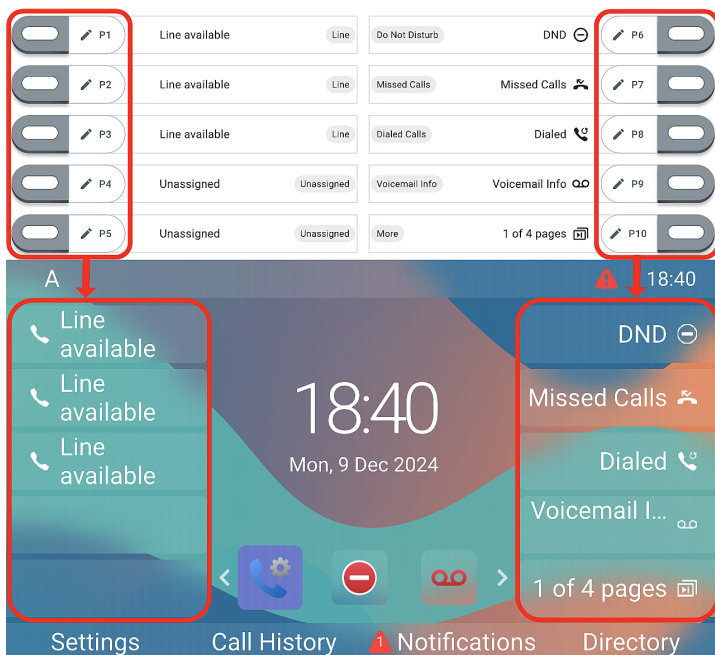 P1 Line available Line Do Not Disturb DND P6
P2 Line available Line Missed Calls Missed Calls P7
P3 Line available Line Dialed Calls Dialed P8
P4 Unassigned Unassigned Voicemail Info Voicemail Info P9
P5 Unassigned Unassigned More 1 of 4 pages P10
A 18:40
Line
available
Line
available
Line
available
18:40
Mon, 9 Dec 2024
DND
Missed Calls
Dialed
Voicemail I...
1 of 4 pages
Settings Call History 1 Notifications Directory